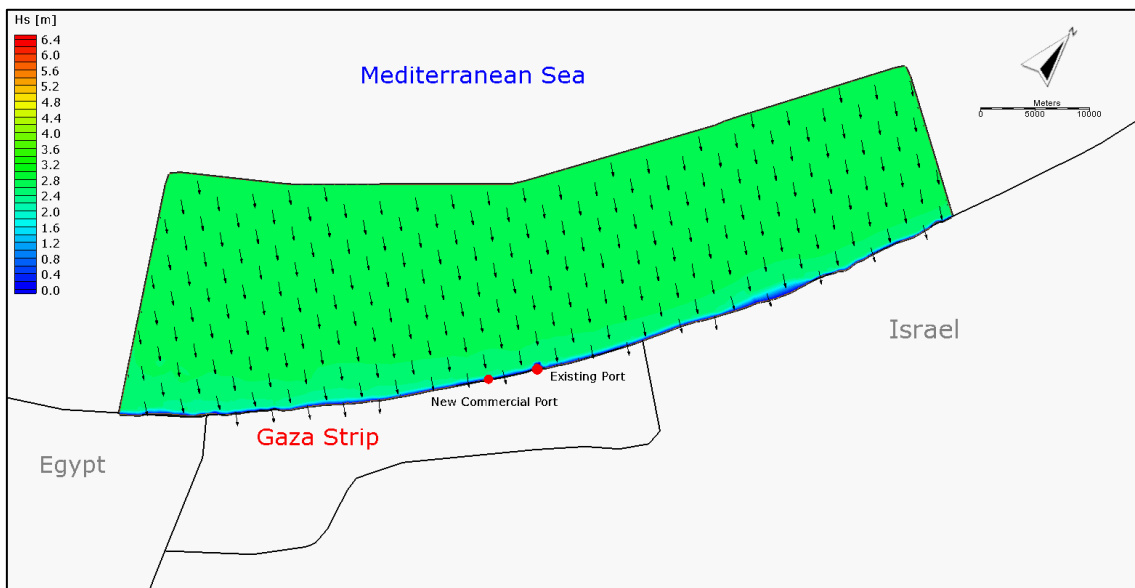 Hs [m]
6.4
6.0
5.6
5.2
4.8
4.4
4.0
3.6
3.2
2.8
2.4
2.0
1.6
1.2
0.8
0.4
0.0
Mediterranean Sea
N
Meters
0 5000 10000
Israel
Existing Port
New Commercial Port
Gaza Strip
Egypt